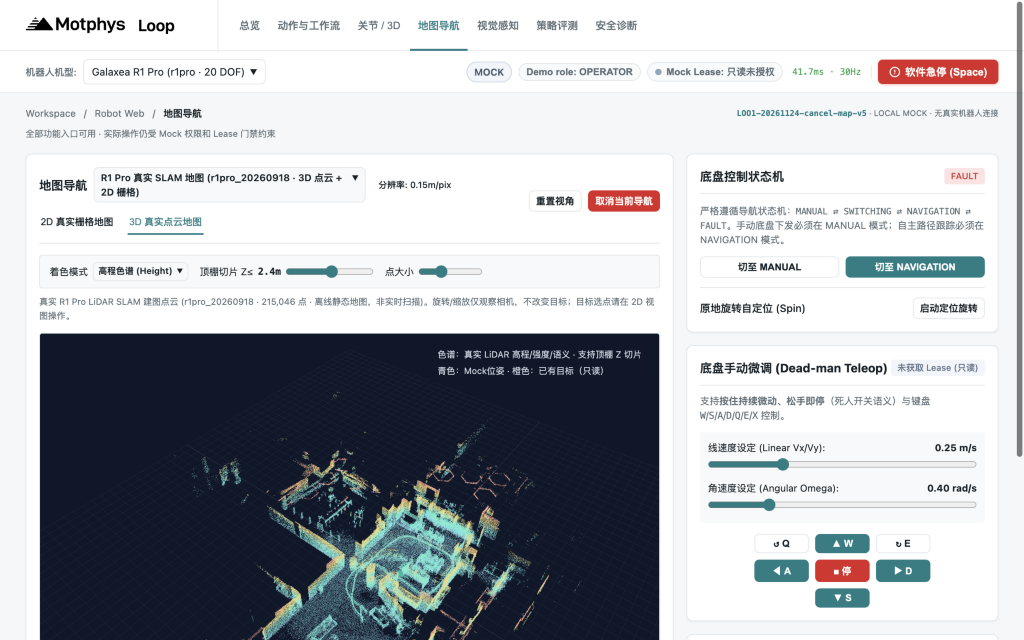 Motphys Loop
总览 动作与工作流 关节 / 3D 地图导航 视觉感知 策略评测 安全诊断
机器人机型: Galaxea R1 Pro (r1pro · 20 DOF) ▼ MOCK Demo role: OPERATOR Mock Lease: 只读未授权 41.7ms · 30Hz 软件急停 (Space)
Workspace / Robot Web / 地图导航
LOO1-20261124-cancel-map-v5 · LOCAL MOCK · 无真实机器人连接
全部功能入口可用 · 实际操作仍受 Mock 权限和 Lease 门禁约束
地图导航
R1 Pro 真实 SLAM 地图 (r1pro_20260918 · 3D 点云 +
2D 栅格)
▼
分辨率: 0.15m/pix
重置视角 取消当前导航
2D 真实栅格地图 3D 真实点云地图
着色模式 高程色谱 (Height) ▼ 顶棚切片 Z≤ 2.4m 点大小
真实 R1 Pro LiDAR SLAM 建图点云 (r1pro_20260918 · 215,046 点 · 离线静态地图，非实时扫描)。旋转/缩放仅观察相机，不改变目标；目标选点请在 2D 视
图操作。
色谱：真实 LiDAR 高程/强度/语义 · 支持顶棚 Z 切片
青色：Mock位姿 · 橙色：已有目标（只读）
底盘控制状态机 FAULT
严格遵循导航状态机：MANUAL ⇄ SWITCHING ⇄ NAVIGATION ⇄
FAULT。手动底盘下发必须在 MANUAL 模式；自主路径跟踪必须在
NAVIGATION 模式。
切至 MANUAL 切至 NAVIGATION
原地旋转自定位 (Spin) 启动定位旋转
底盘手动微调 (Dead-man Teleop) 未获取 Lease (只读)
支持按住持续微动、松手即停（死人开关语义）与键盘
W/S/A/D/Q/E/X 控制。
线速度设定 (Linear Vx/Vy): 0.25 m/s
角速度设定 (Angular Omega): 0.40 rad/s
↺ Q ▲ W ↻ E
◀ A ■ 停 ▶ D
▼ S